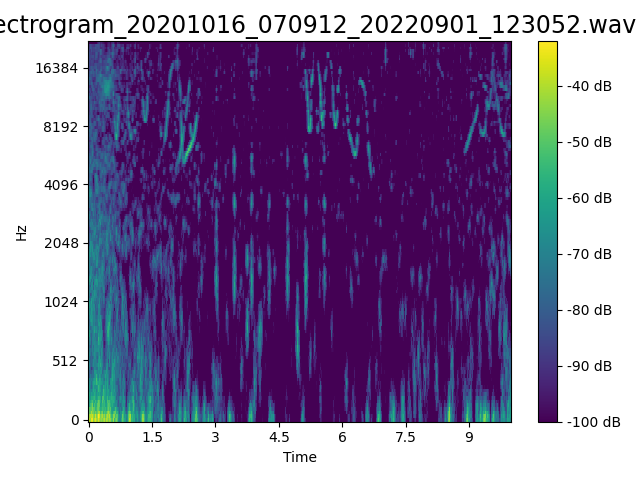 ectrogram_20201016_070912_20220901_123052.wav
16384
8192
4096
2048
1024
512
0
Hz
0 1.5 3 4.5 6 7.5 9
Time
-40 dB
-50 dB
-60 dB
-70 dB
-80 dB
-90 dB
-100 dB